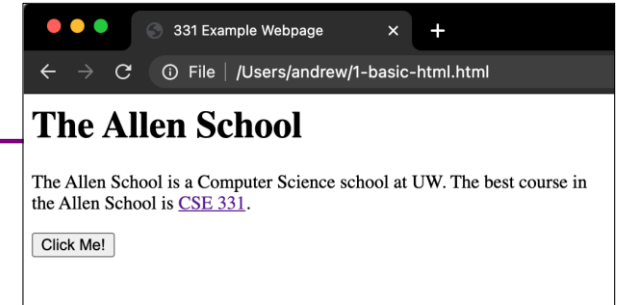 331 Example Webpage
File | /Users/andrew/1-basic-html.html
The Allen School
The Allen School is a Computer Science school at UW. The best course in
the Allen School is CSE 331.
Click Me!